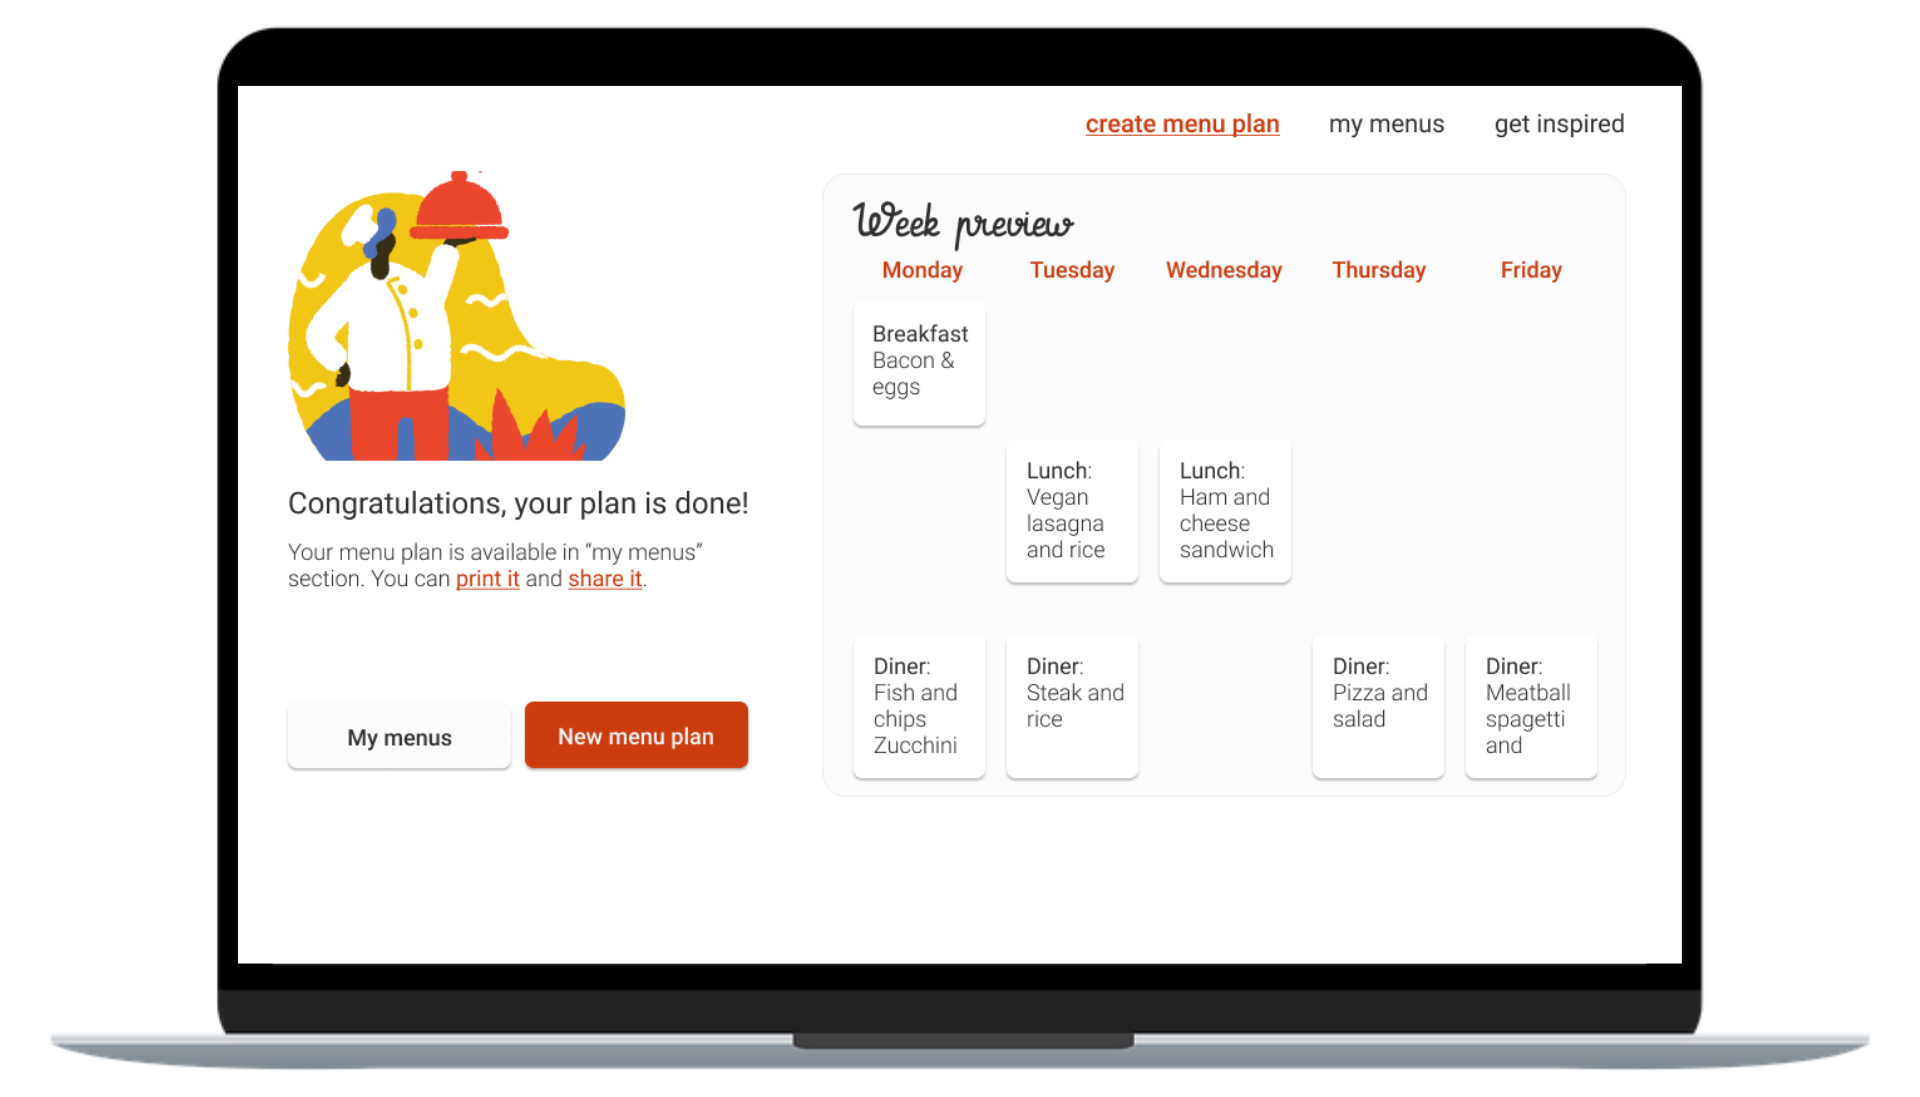 create menu plan my menus get inspired
Congratulations, your plan is done!
Your menu plan is available in “my menus”
section. You can print it and share it.
My menus New menu plan
Week preview
Monday Tuesday Wednesday Thursday Friday
Breakfast
Bacon &
eggs
Lunch:
Vegan
lasagna
and rice
Lunch:
Ham and
cheese
sandwich
Diner:
Fish and
chips
Zucchini
Diner:
Steak and
rice
Diner:
Pizza and
salad
Diner:
Meatball
spagetti
and